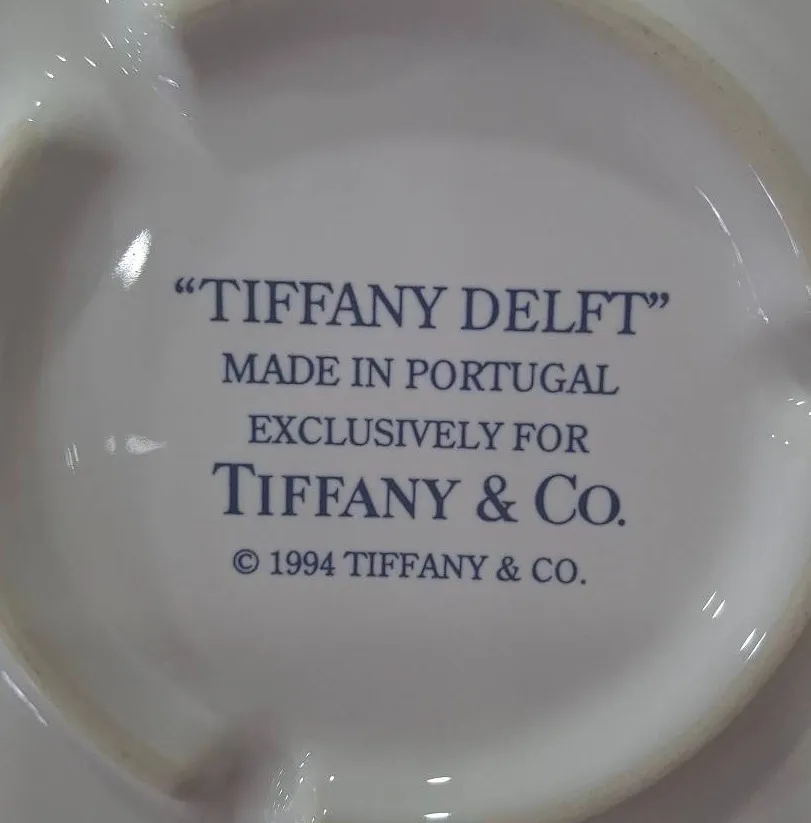 “TIFFANY DELFT”
MADE IN PORTUGAL
EXCLUSIVELY FOR
TIFFANY & CO.
© 1994 TIFFANY & CO.